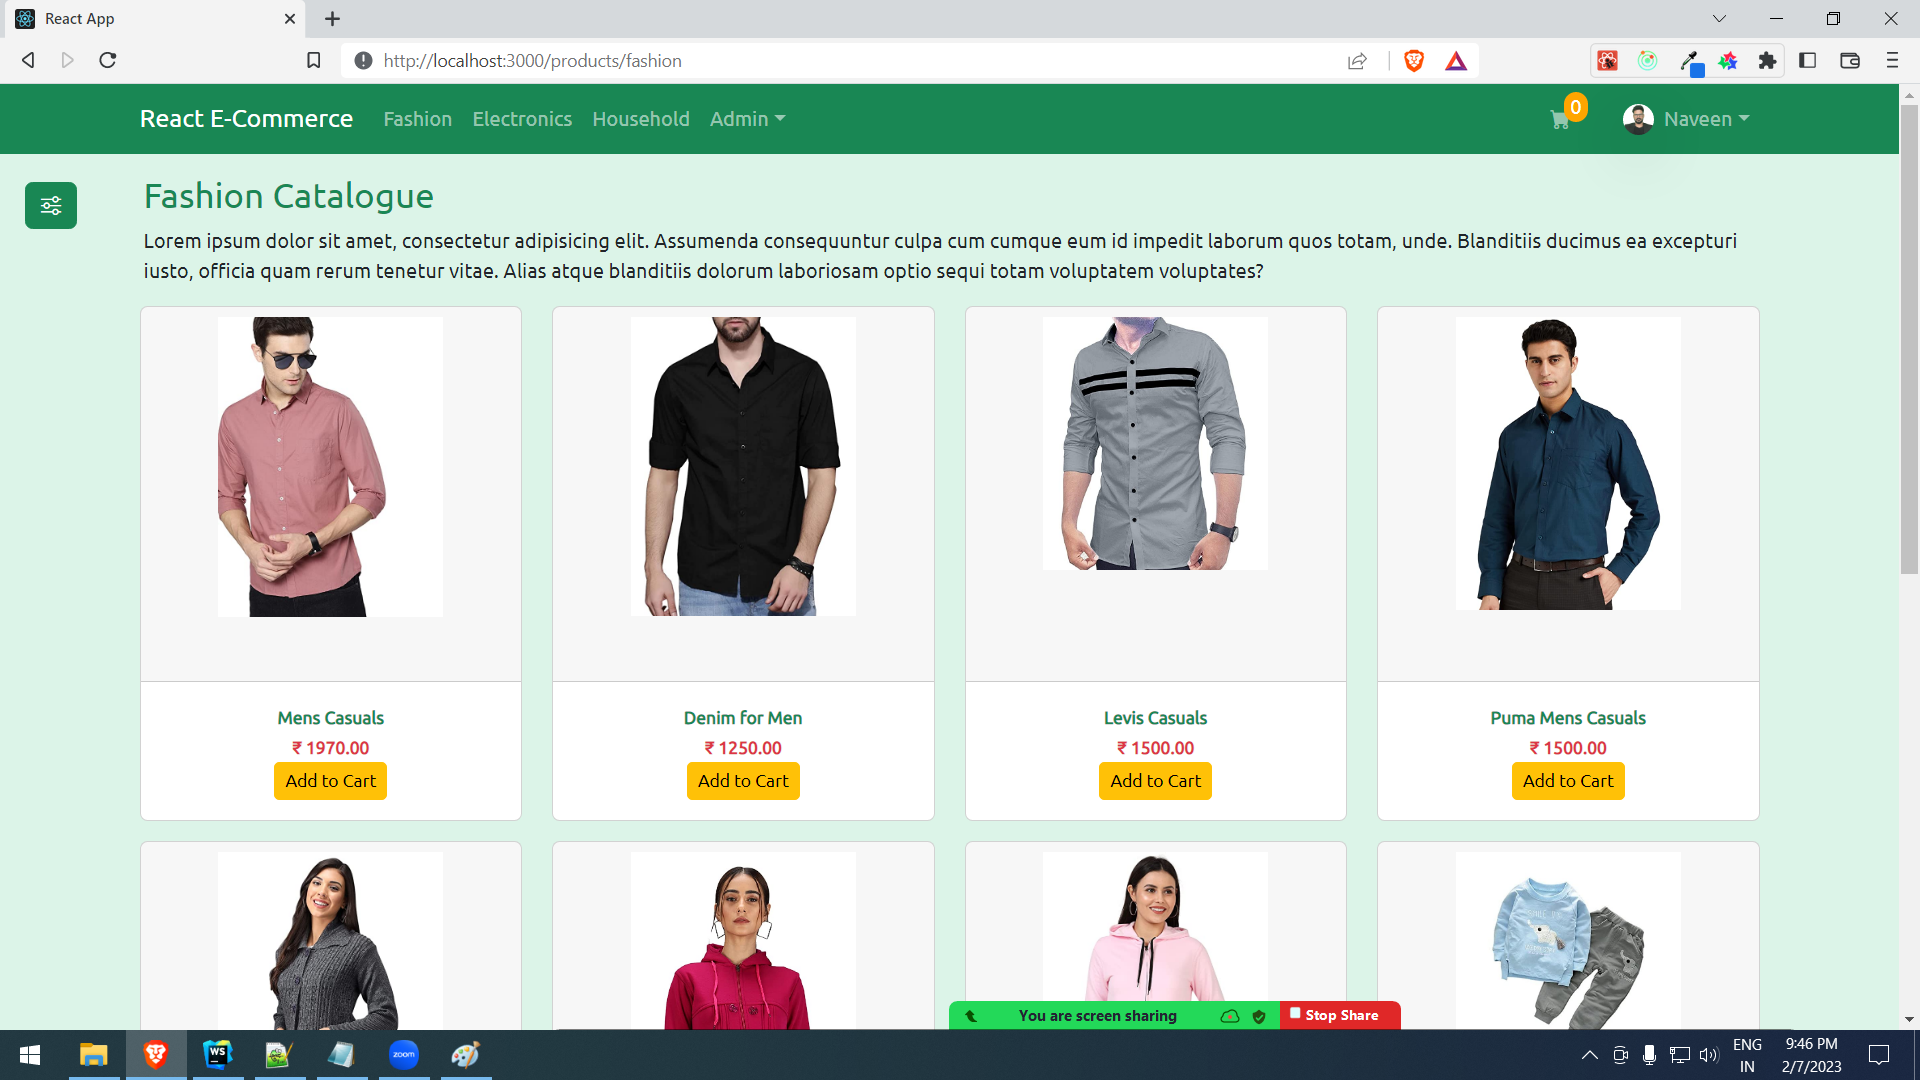 React App
http://localhost:3000/products/fashion
React E-Commerce Fashion Electronics Household Admin 0 Naveen
Fashion Catalogue
Lorem ipsum dolor sit amet, consectetur adipisicing elit. Assumenda consequuntur culpa cum cumque eum id impedit laborum quos totam, unde. Blanditiis ducimus ea excepturi
iusto, officia quam rerum tenetur vitae. Alias atque blanditiis dolorum laboriosam optio sequi totam voluptatem voluptates?
Mens Casuals
₹ 1970.00
Add to Cart
Denim for Men
₹ 1250.00
Add to Cart
Levis Casuals
₹ 1500.00
Add to Cart
Puma Mens Casuals
₹ 1500.00
Add to Cart
You are screen sharing Stop Share
WS
zoom
ENG
IN
9:46 PM
2/7/2023